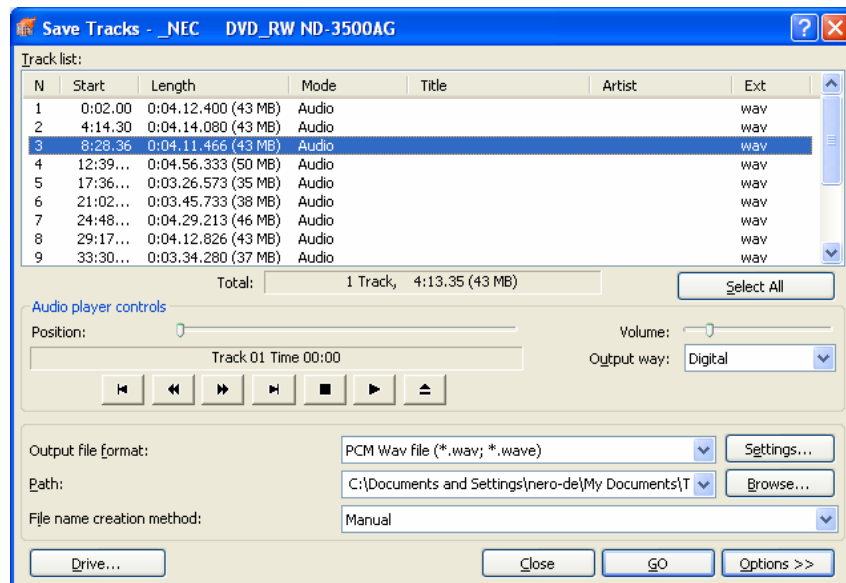 Save Tracks - _NEC DVD_RW ND-3500AG
Track list:
N Start Length Mode Title Artist Ext
1 0:02.00 0:04.12.400 (43 MB) Audio wav
2 4:14.30 0:04.14.080 (43 MB) Audio wav
3 8:28.36 0:04.11.466 (43 MB) Audio wav
4 12:39... 0:04.56.333 (50 MB) Audio wav
5 17:36... 0:03.26.573 (35 MB) Audio wav
6 21:02... 0:03.45.733 (38 MB) Audio wav
7 24:48... 0:04.29.213 (46 MB) Audio wav
8 29:17... 0:04.12.826 (43 MB) Audio wav
9 33:30... 0:03.34.280 (37 MB) Audio wav
Total: 1 Track, 4:13.35 (43 MB) Select All
Audio player controls
Position: Volume:
Track 01 Time 00:00 Output way: Digital
Output file format: PCM Wav file (*.wav; *.wave) Settings...
Path: C:\Documents and Settings\nero-de\My Documents\T Browse...
File name creation method: Manual
Drive... Close GO Options >>